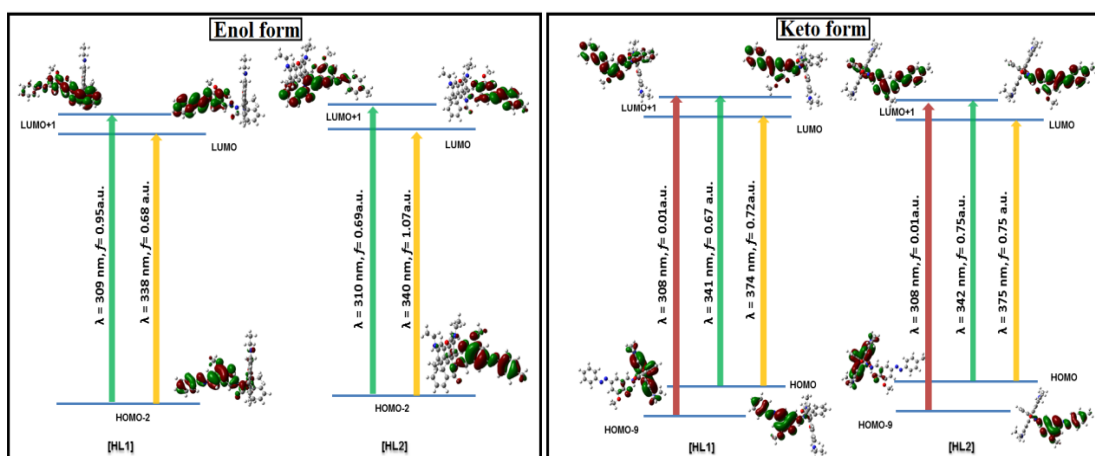 Enol form
LUMO+1
LUMO
λ = 309 nm, f= 0.95a.u.
λ = 338 nm, f= 0.68 a.u.
HOMO-2
[HL1]
LUMO+1
LUMO
λ = 310 nm, f= 0.69a.u.
λ = 340 nm, f= 1.07a.u.
HOMO-2
[HL2]
Keto form
LUMO+1
LUMO
λ = 308 nm, f= 0.01a.u.
λ = 341 nm, f= 0.67 a.u.
λ = 374 nm, f= 0.72a.u.
HOMO
HOMO-9
[HL1]
LUMO+1
LUMO
λ = 308 nm, f= 0.01a.u.
λ = 342 nm, f= 0.75a.u.
λ = 375 nm, f= 0.75 a.u.
HOMO
HOMO-9
[HL2]